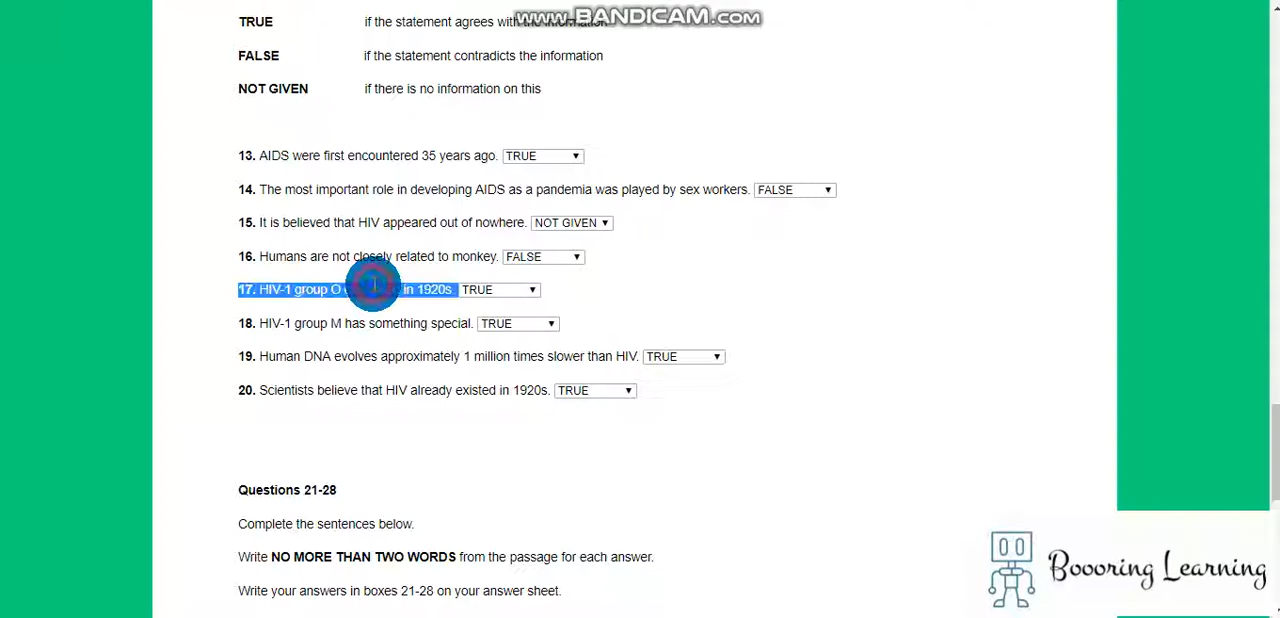 www.BANDICAM.com
TRUE if the statement agrees with the information
FALSE if the statement contradicts the information
NOT GIVEN if there is no information on this
13. AIDS were first encountered 35 years ago. TRUE
14. The most important role in developing AIDS as a pandemia was played by sex workers. FALSE
15. It is believed that HIV appeared out of nowhere. NOT GIVEN
16. Humans are not closely related to monkey. FALSE
17. HIV-1 group O in 1920s. TRUE
18. HIV-1 group M has something special. TRUE
19. Human DNA evolves approximately 1 million times slower than HIV. TRUE
20. Scientists believe that HIV already existed in 1920s. TRUE
Questions 21-28
Complete the sentences below.
Write NO MORE THAN TWO WORDS from the passage for each answer.
Write your answers in boxes 21-28 on your answer sheet.
Boooring Learning